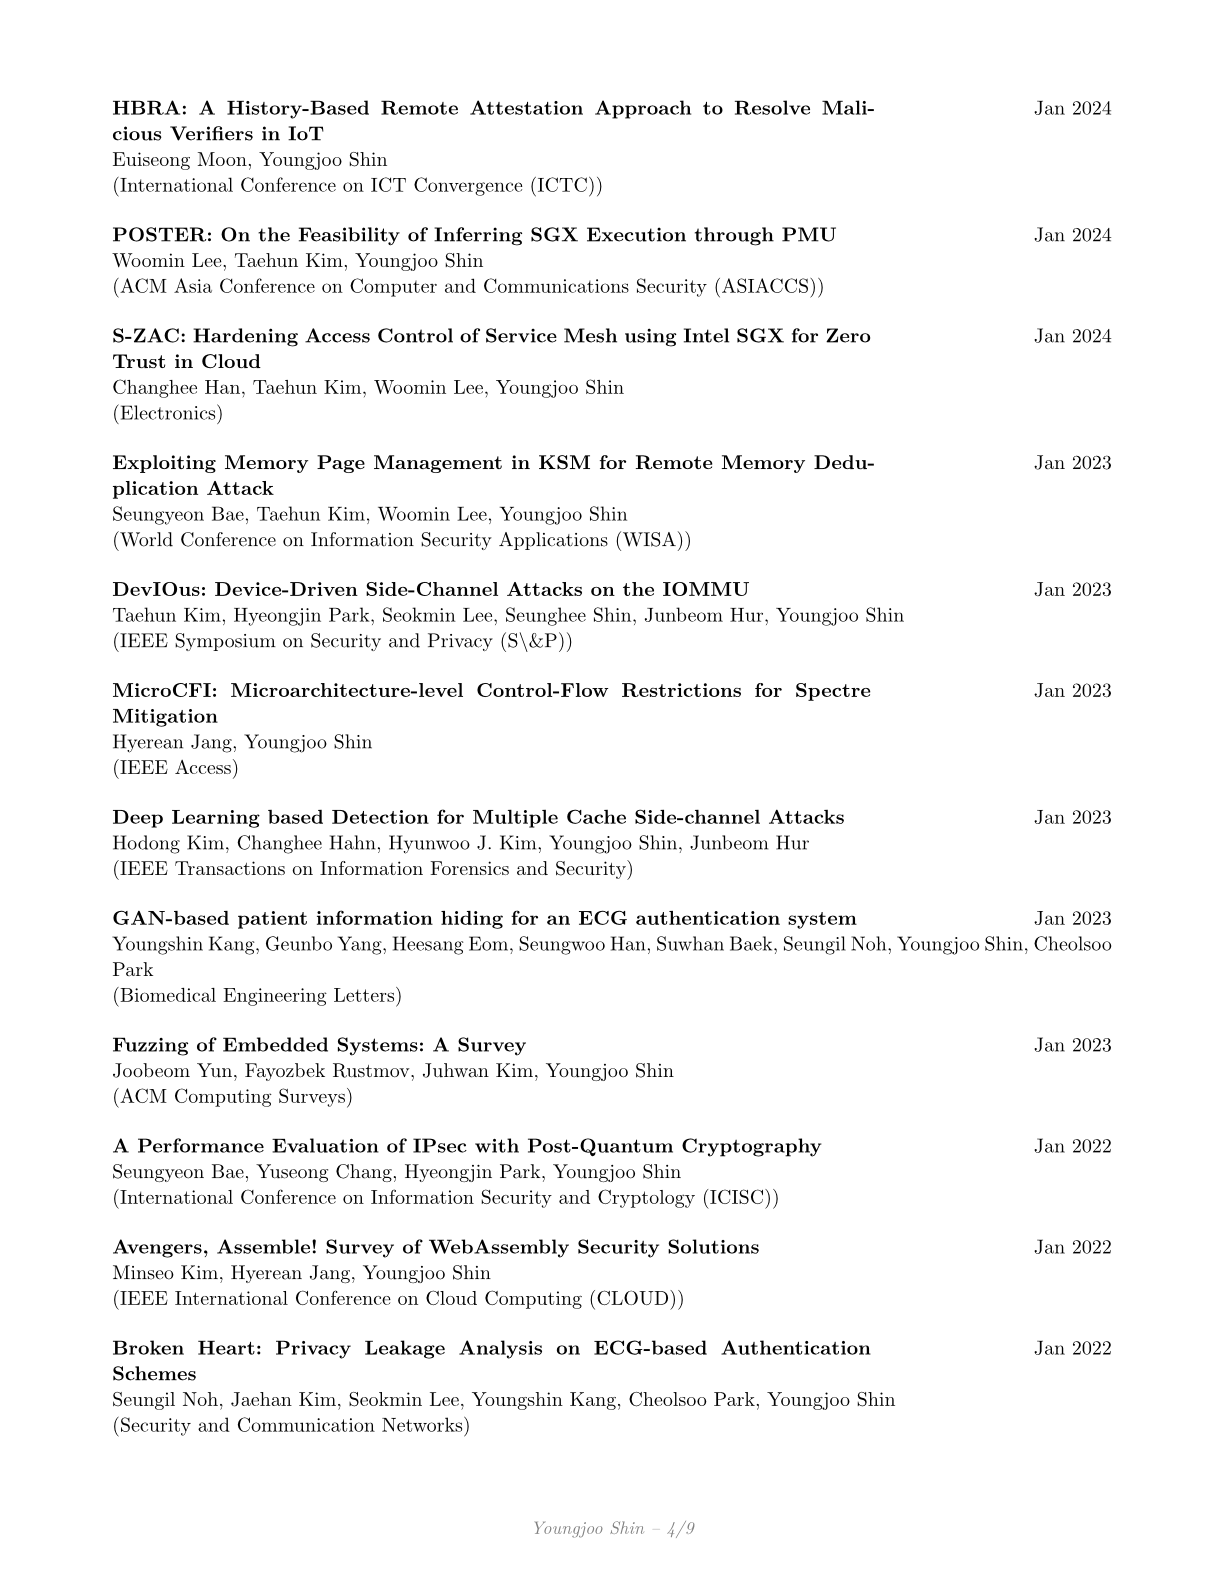 HBRA: A History-Based Remote Attestation Approach to Resolve Mali- Jan 2024
cious Verifiers in IoT
Euiseong Moon, Youngjoo Shin
(International Conference on ICT Convergence (ICTC))
POSTER: On the Feasibility of Inferring SGX Execution through PMU Jan 2024
Woomin Lee, Taehun Kim, Youngjoo Shin
(ACM Asia Conference on Computer and Communications Security (ASIACCS))
S-ZAC: Hardening Access Control of Service Mesh using Intel SGX for Zero Jan 2024
Trust in Cloud
Changhee Han, Taehun Kim, Woomin Lee, Youngjoo Shin
(Electronics)
Exploiting Memory Page Management in KSM for Remote Memory Dedu- Jan 2023
plication Attack
Seungyeon Bae, Taehun Kim, Woomin Lee, Youngjoo Shin
(World Conference on Information Security Applications (WISA))
DevIOus: Device-Driven Side-Channel Attacks on the IOMMU Jan 2023
Taehun Kim, Hyeongjin Park, Seokmin Lee, Seunghee Shin, Junbeom Hur, Youngjoo Shin
(IEEE Symposium on Security and Privacy (S\&P))
MicroCFI: Microarchitecture-level Control-Flow Restrictions for Spectre Jan 2023
Mitigation
Hyerean Jang, Youngjoo Shin
(IEEE Access)
Deep Learning based Detection for Multiple Cache Side-channel Attacks Jan 2023
Hodong Kim, Changhee Hahn, Hyunwoo J. Kim, Youngjoo Shin, Junbeom Hur
(IEEE Transactions on Information Forensics and Security)
GAN-based patient information hiding for an ECG authentication system Jan 2023
Youngshin Kang, Geunbo Yang, Heesang Eom, Seungwoo Han, Suwhan Baek, Seungil Noh, Youngjoo Shin, Cheolsoo
Park
(Biomedical Engineering Letters)
Fuzzing of Embedded Systems: A Survey Jan 2023
Joobeom Yun, Fayozbek Rustmov, Juhwan Kim, Youngjoo Shin
(ACM Computing Surveys)
A Performance Evaluation of IPsec with Post-Quantum Cryptography Jan 2022
Seungyeon Bae, Yuseong Chang, Hyeongjin Park, Youngjoo Shin
(International Conference on Information Security and Cryptology (ICISC))
Avengers, Assemble! Survey of WebAssembly Security Solutions Jan 2022
Minseo Kim, Hyerean Jang, Youngjoo Shin
(IEEE International Conference on Cloud Computing (CLOUD))
Broken Heart: Privacy Leakage Analysis on ECG-based Authentication Jan 2022
Schemes
Seungil Noh, Jaehan Kim, Seokmin Lee, Youngshin Kang, Cheolsoo Park, Youngjoo Shin
(Security and Communication Networks)
Youngjoo Shin – 4/9